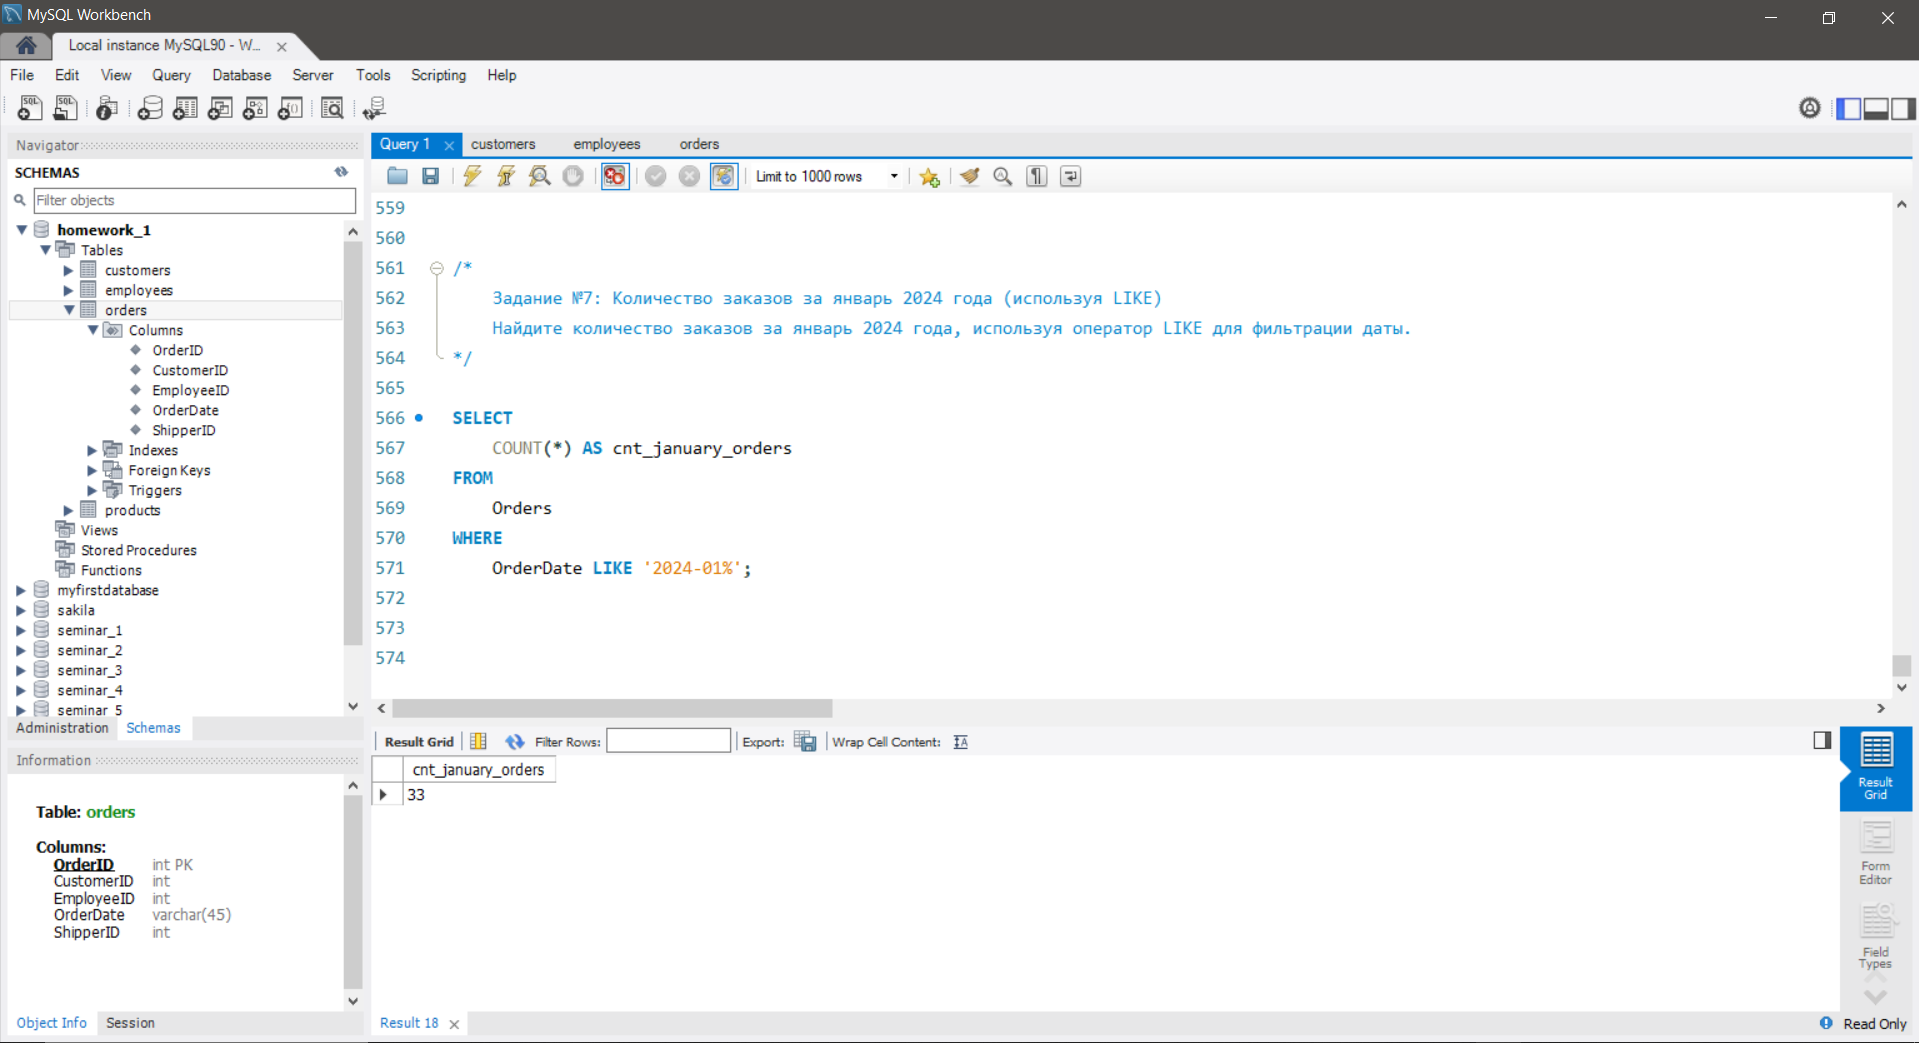 MySQL Workbench
Local instance MySQL90 - W...
File Edit View Query Database Server Tools Scripting Help
Navigator
SCHEMAS
Filter objects
homework_1
Tables
customers
employees
orders
Columns
OrderID
CustomerID
EmployeeID
OrderDate
ShipperID
Indexes
Foreign Keys
Triggers
products
Views
Stored Procedures
Functions
myfirstdatabase
sakila
seminar_1
seminar_2
seminar_3
seminar_4
seminar_5
Administration Schemas
Information
Table: orders
Columns:
OrderID int PK
CustomerID int
EmployeeID int
OrderDate varchar(45)
ShipperID int
Object Info Session
Query 1 customers employees orders
Limit to 1000 rows
559
560
561 /*
562 Задание №7: Количество заказов за январь 2024 года (используя LIKE)
563 Найдите количество заказов за январь 2024 года, используя оператор LIKE для фильтрации даты.
564 */
565
566 SELECT
567 COUNT(*) AS cnt_january_orders
568 FROM
569 Orders
570 WHERE
571 OrderDate LIKE '2024-01%';
572
573
574
Result Grid Filter Rows: Export: Wrap Cell Content:
cnt_january_orders
33
Result Grid
Form Editor
Field Types
Result 18
Read Only